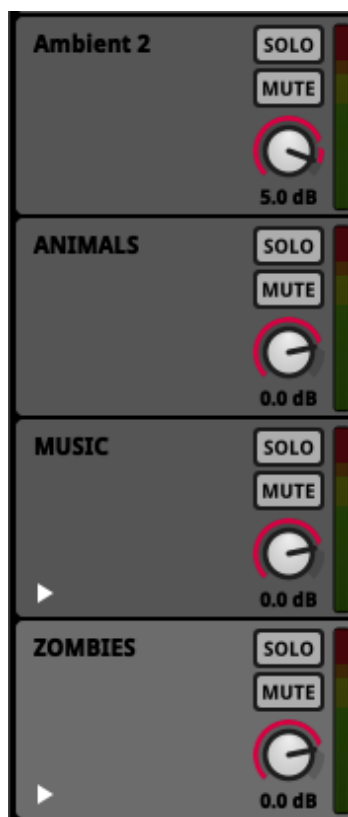 Ambient 2
SOLO
MUTE
5.0 dB
ANIMALS
SOLO
MUTE
0.0 dB
MUSIC
SOLO
MUTE
0.0 dB
ZOMBIES
SOLO
MUTE
0.0 dB